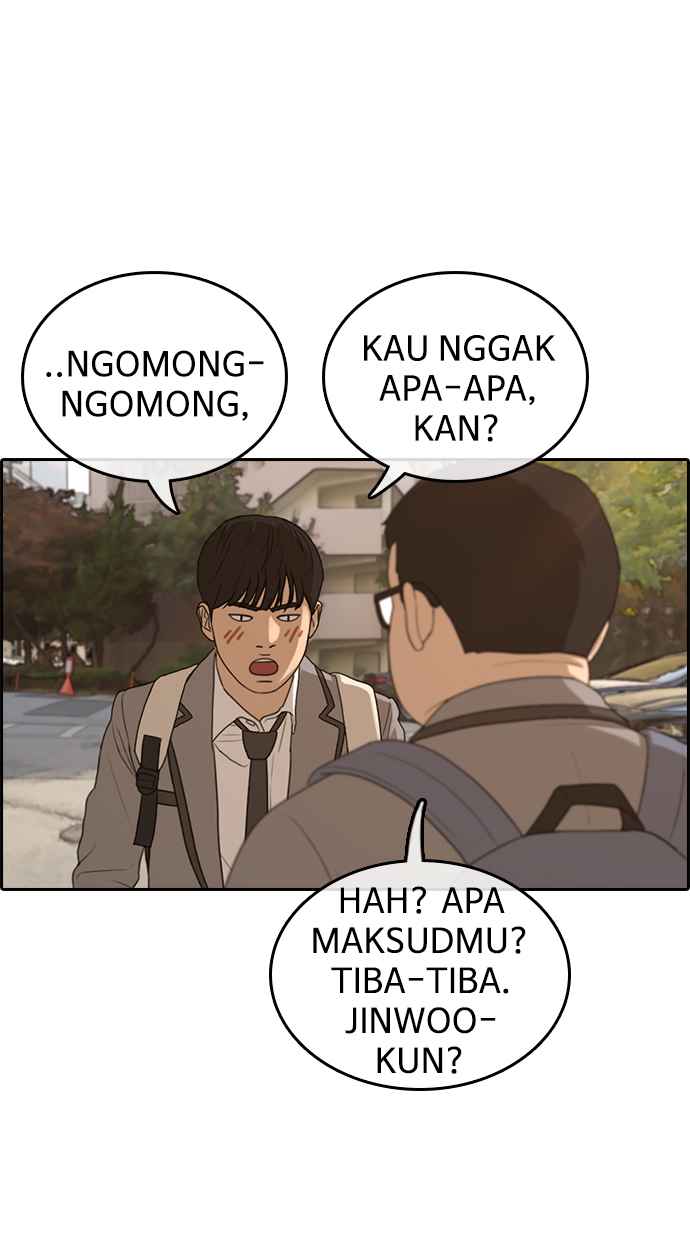 ..NGOMONG-
NGOMONG,
KAU NGGAK
APA-APA,
KAN?
HAH? APA
MAKSUDMU?
TIBA-TIBA.
JINWOO-
KUN?